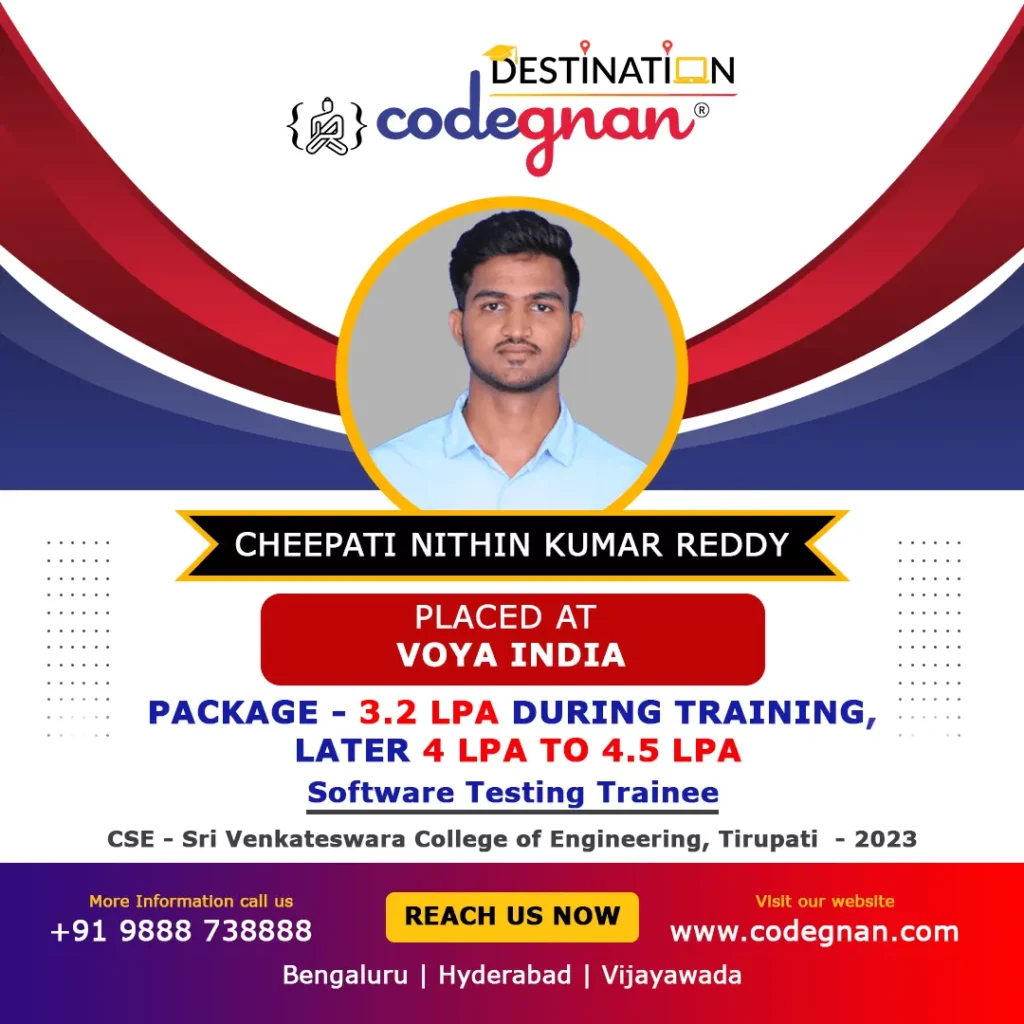 DESTINATION
{ } codegnan®
CHEEPATI NITHIN KUMAR REDDY
PLACED AT
VOYA INDIA
PACKAGE - 3.2 LPA DURING TRAINING,
LATER 4 LPA TO 4.5 LPA
Software Testing Trainee
CSE - Sri Venkateswara College of Engineering, Tirupati - 2023
More Information call us
+91 9888 738888
REACH US NOW
Visit our website
www.codegnan.com
Bengaluru | Hyderabad | Vijayawada